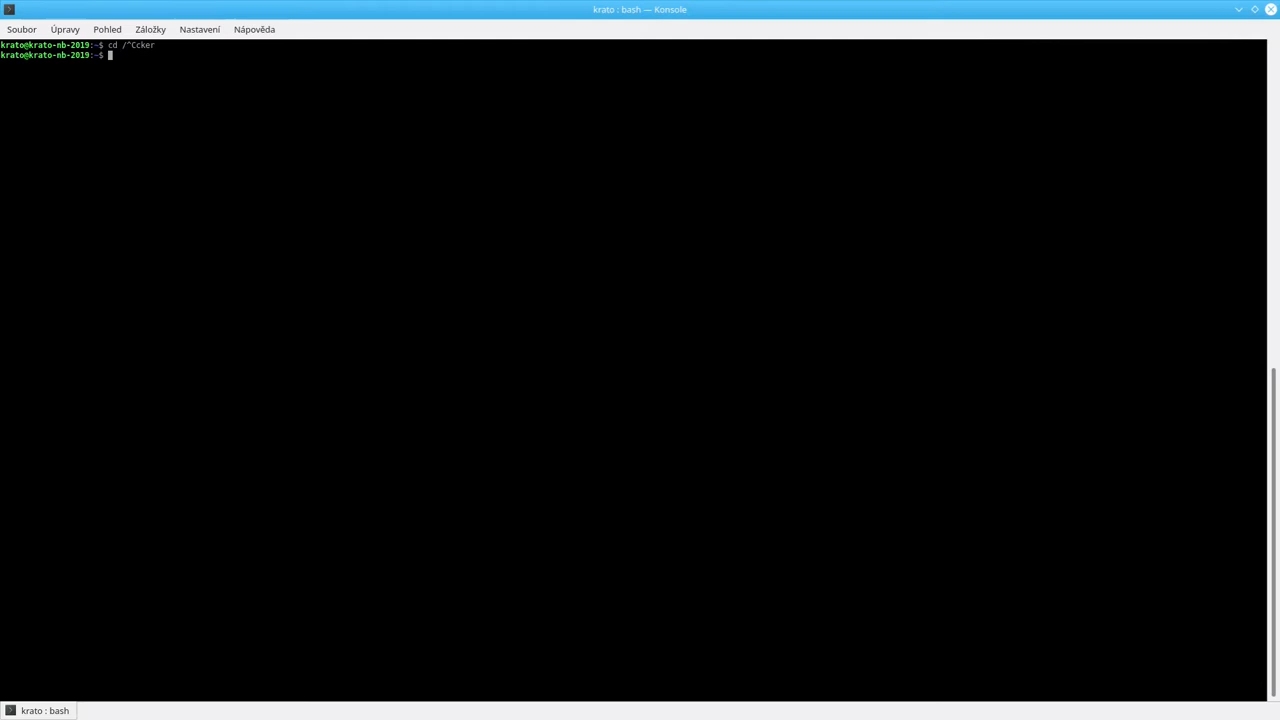 krato : bash — Konsole
Soubor Úpravy Pohled Záložky Nastavení Nápověda
krato@krato-nb-2019:~$ cd /^Ccker
krato@krato-nb-2019:~$
krato : bash